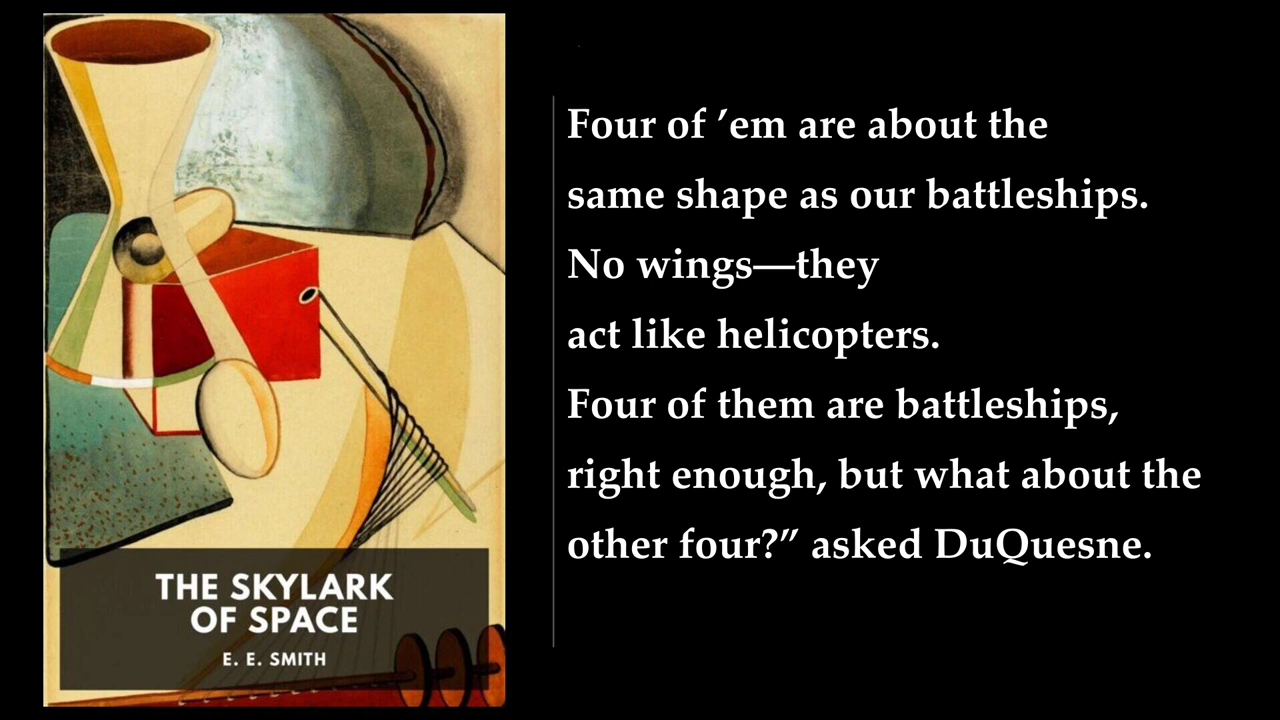 THE SKYLARK
OF SPACE
E. E. SMITH
Four of ’em are about the
same shape as our battleships.
No wings—they
act like helicopters.
Four of them are battleships,
right enough, but what about the
other four?” asked DuQuesne.